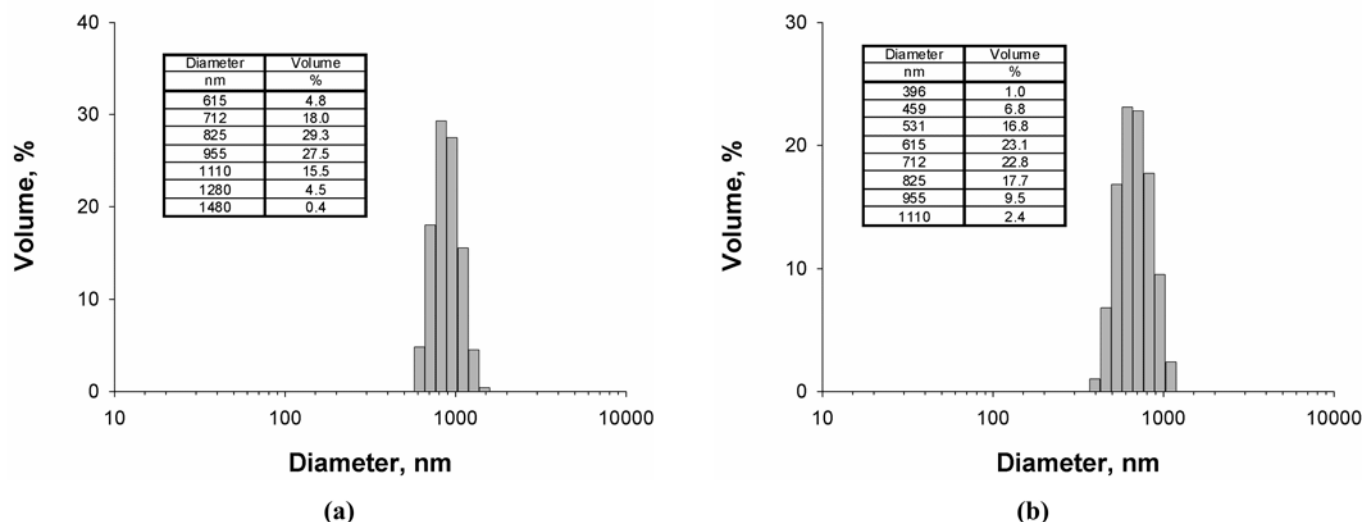 40
30
20
10
0
Volume, %
Diameter Volume
nm %
615 4.8
712 18.0
825 29.3
955 27.5
1110 15.5
1280 4.5
1480 0.4
10 100 1000 10000
Diameter, nm
(a)
30
20
10
0
Volume, %
Diameter Volume
nm %
396 1.0
459 6.8
531 16.8
615 23.1
712 22.8
825 17.7
955 9.5
1110 2.4
10 100 1000 10000
Diameter, nm
(b)